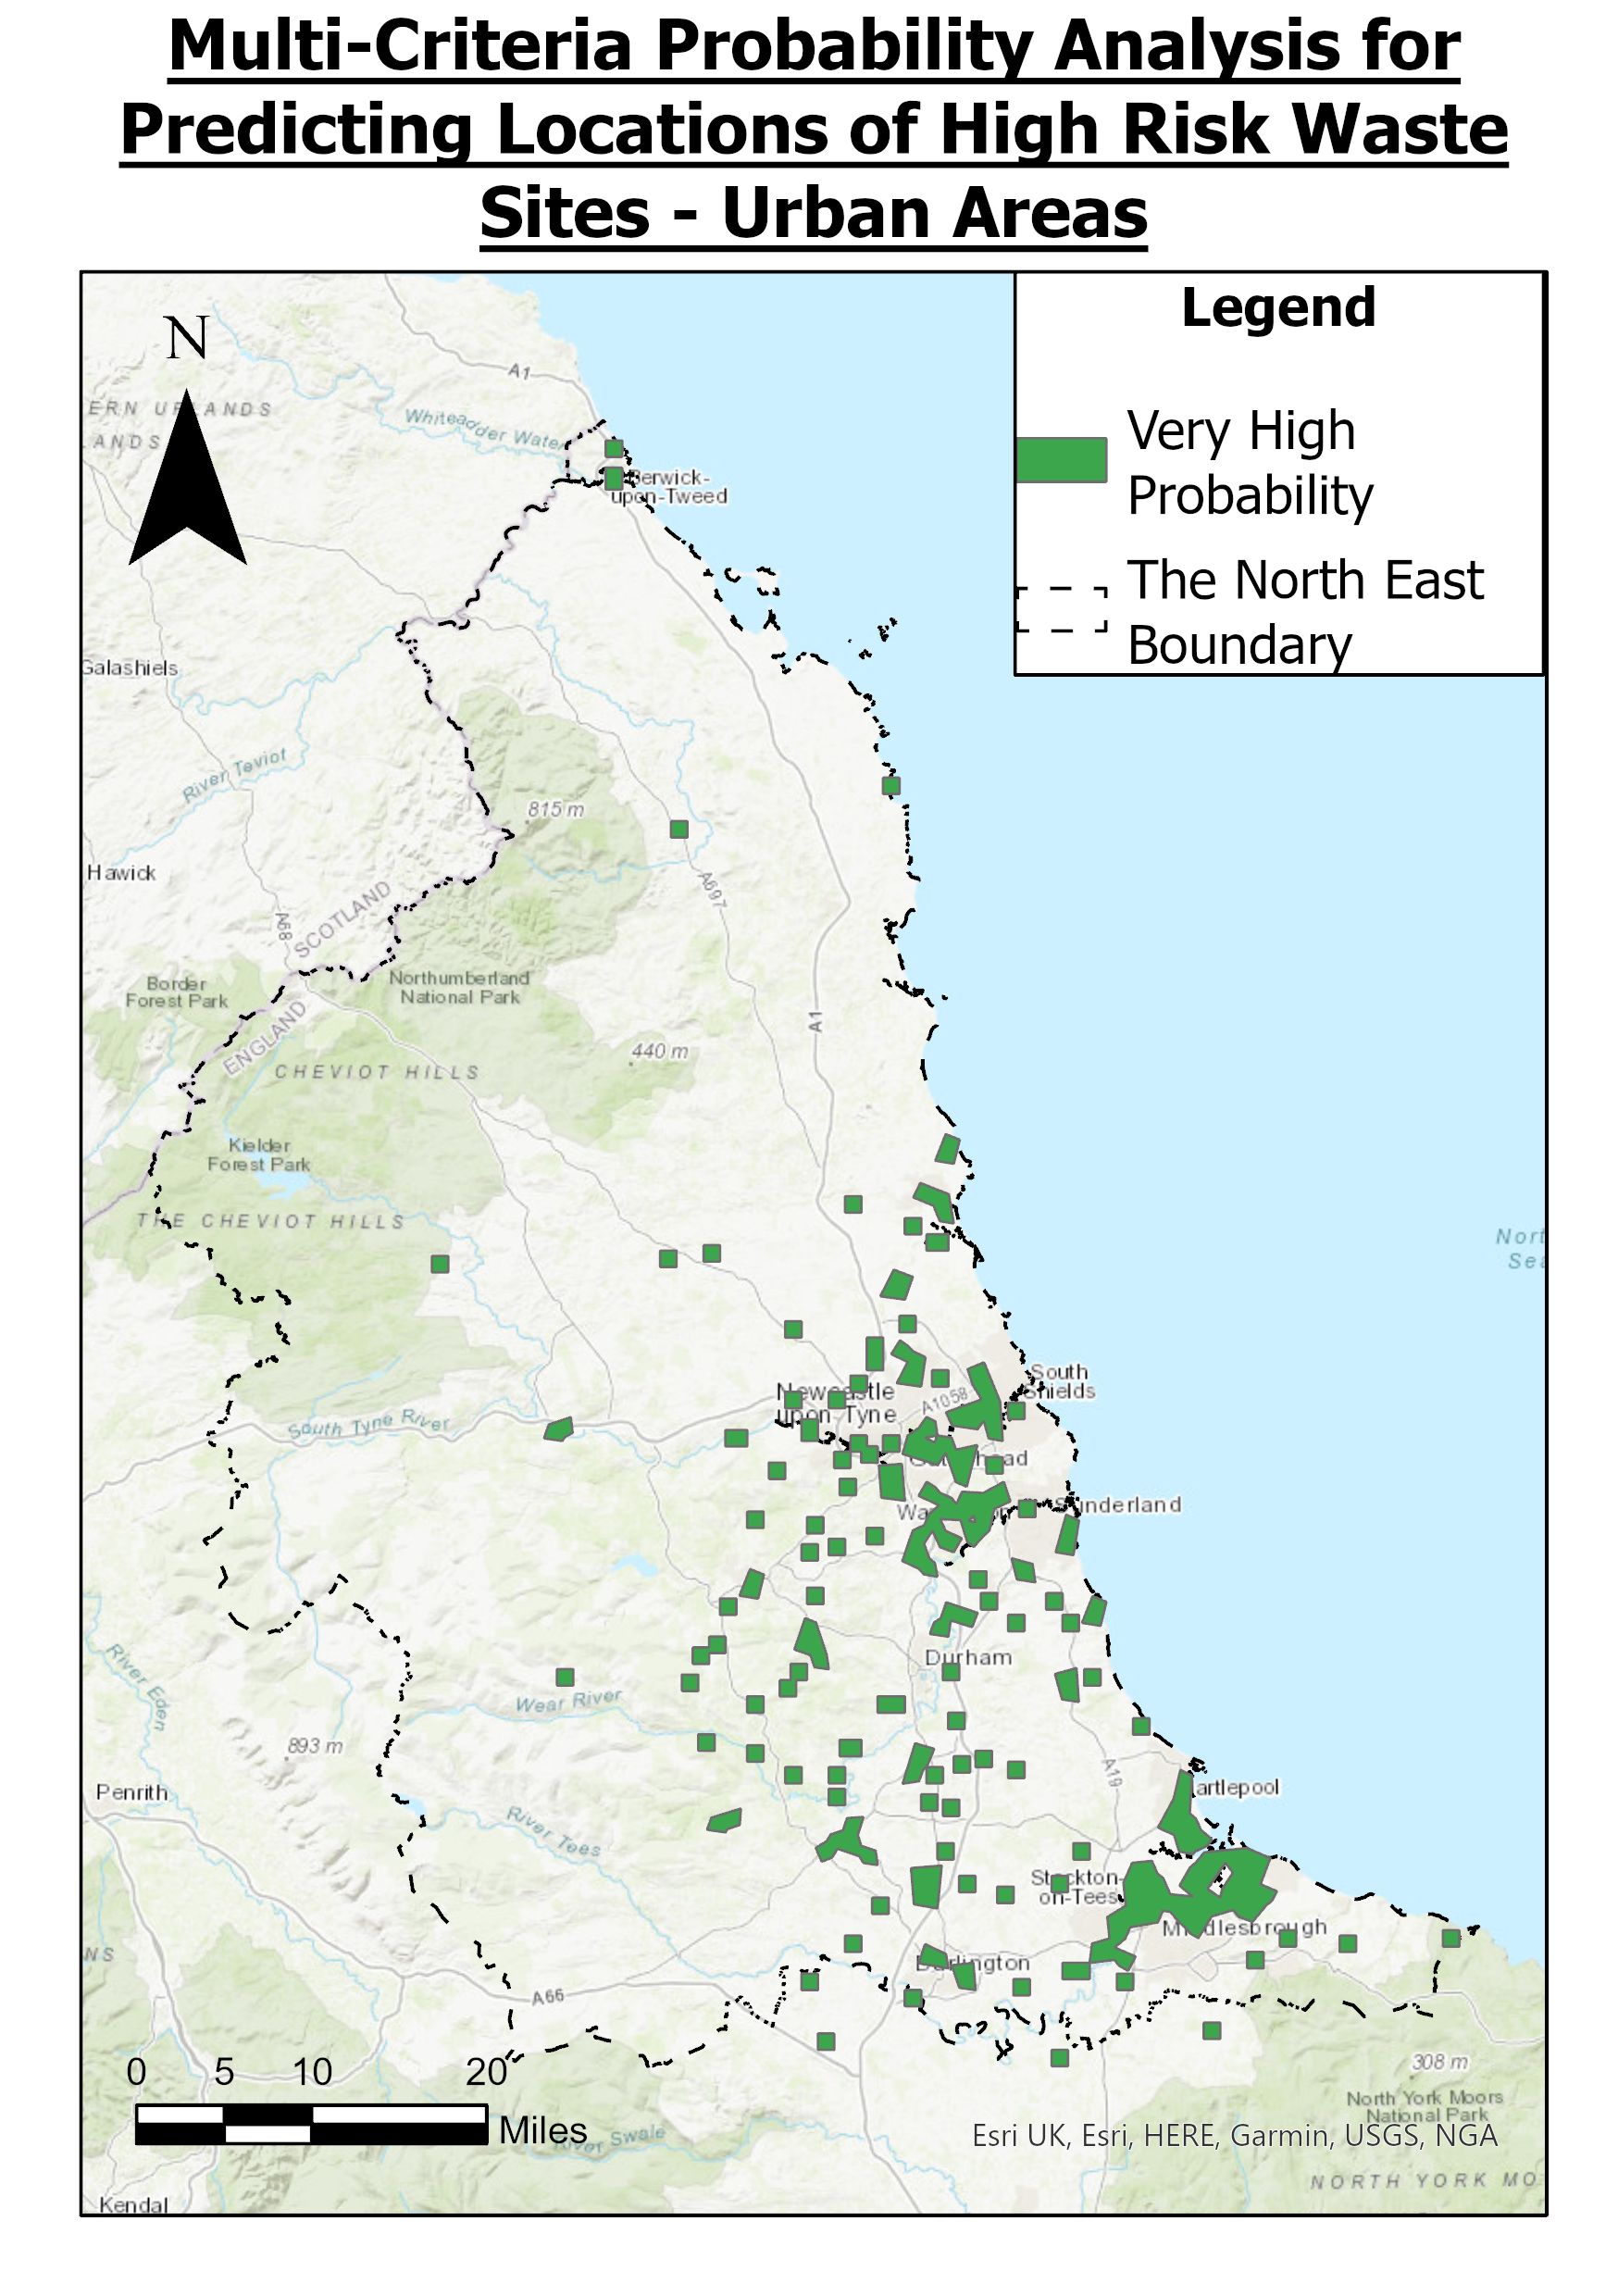 Multi-Criteria Probability Analysis for
Predicting Locations of High Risk Waste
Sites - Urban Areas
Legend
Very High
Probability
The North East
Boundary
N
A1
ERN UPLANDS
LANDS
Whiteadder Water
Berwick-
upon-Tweed
Galashiels
River Teviot
815 m
Hawick
A697
A68
SCOTLAND
Northumberland
National Park
Border
Forest Park
ENGLAND
A1
440 m
CHEVIOT HILLS
Kielder
Forest Park
THE CHEVIOT HILLS
Nort
Sea
South
Shields
Newcastle
upon Tyne
A1058
South Tyne River
Sunderland
River Eden
Durham
Wear River
893 m
A19
Penrith
artlepool
River Tees
Stockton-
on-Tees
Middlesbrough
NS
Darlington
A66
0 5 10 20
Miles
308 m
North York Moors
National Park
River Swale
Esri UK, Esri, HERE, Garmin, USGS, NGA
NORTH YORK MO
Kendal